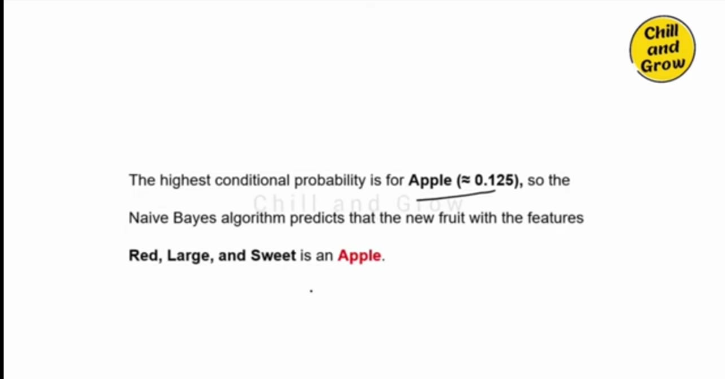 Chill
and
Grow
The highest conditional probability is for Apple (≈ 0.125), so the
Chill and Grow
Naive Bayes algorithm predicts that the new fruit with the features
Red, Large, and Sweet is an Apple.